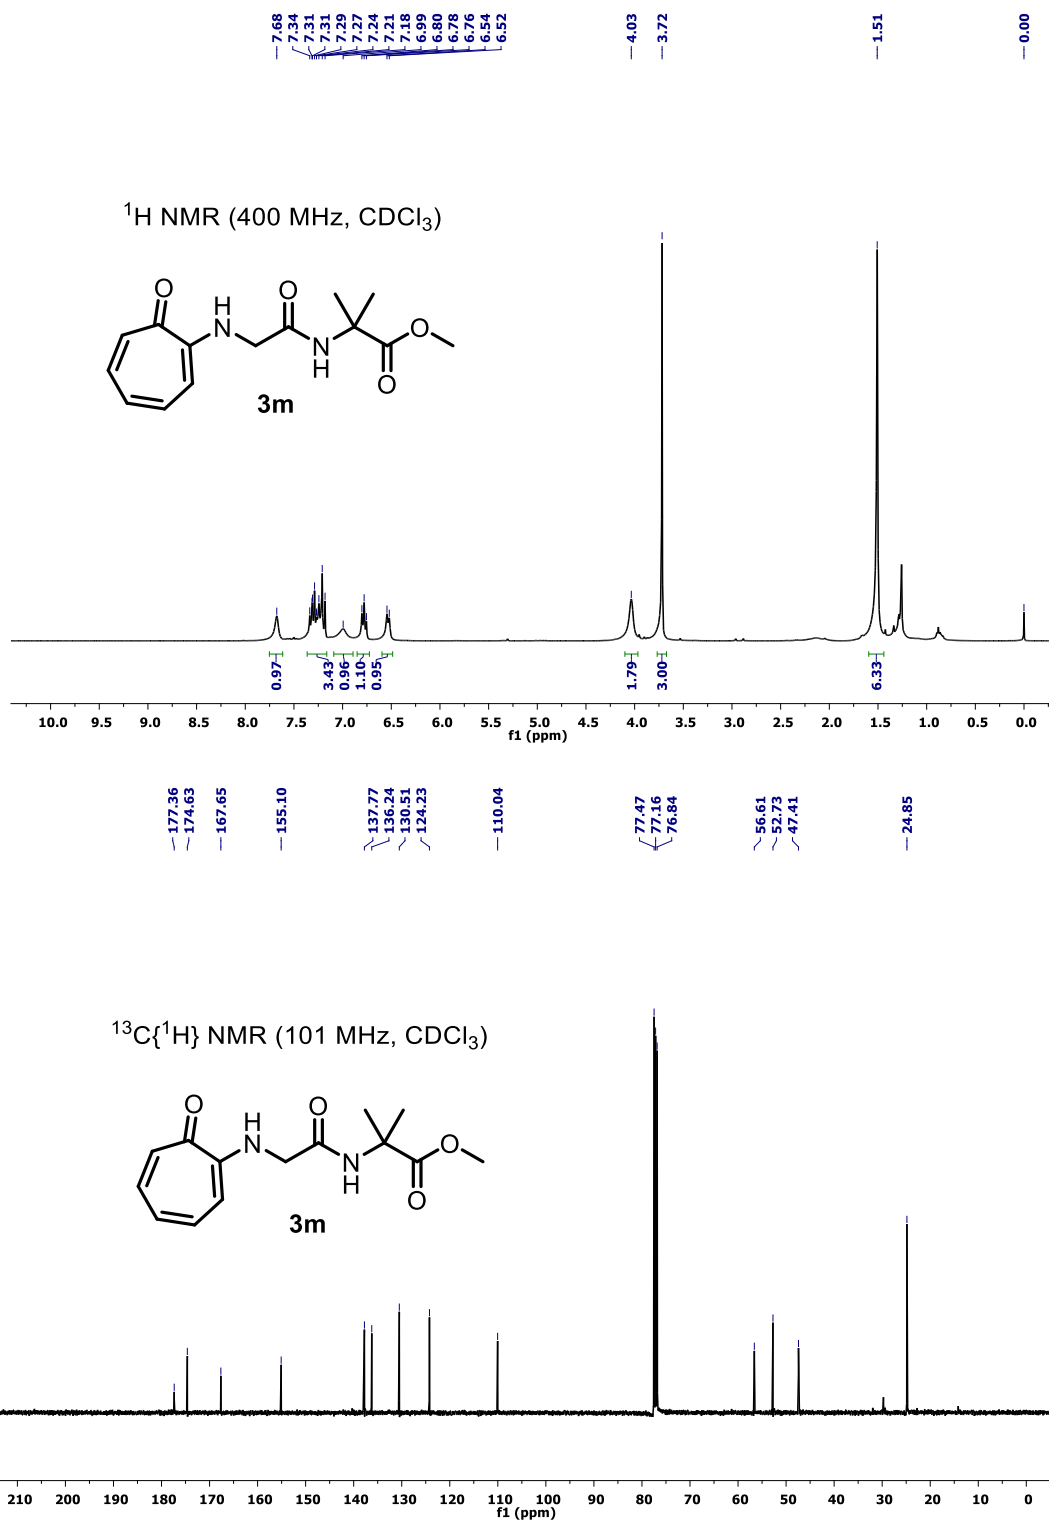 7.68
7.34
7.31
7.31
7.29
7.27
7.24
7.21
7.18
6.99
6.80
6.78
6.76
6.54
6.52
4.03
3.72
1.51
0.00
¹H NMR (400 MHz, CDCl₃)
O
H
N
O
N
H
O
O
3m
0.97
3.43
0.96
1.10
0.95
1.79
3.00
6.33
10.0 9.5 9.0 8.5 8.0 7.5 7.0 6.5 6.0 5.5 5.0 4.5 4.0 3.5 3.0 2.5 2.0 1.5 1.0 0.5 0.0
f1 (ppm)
177.36
174.63
167.65
155.10
137.77
136.24
130.51
124.23
110.04
77.47
77.16
76.84
56.61
52.73
47.41
24.85
¹³C{¹H} NMR (101 MHz, CDCl₃)
O
H
N
O
N
H
O
O
3m
210 200 190 180 170 160 150 140 130 120 110 100 90 80 70 60 50 40 30 20 10 0
f1 (ppm)